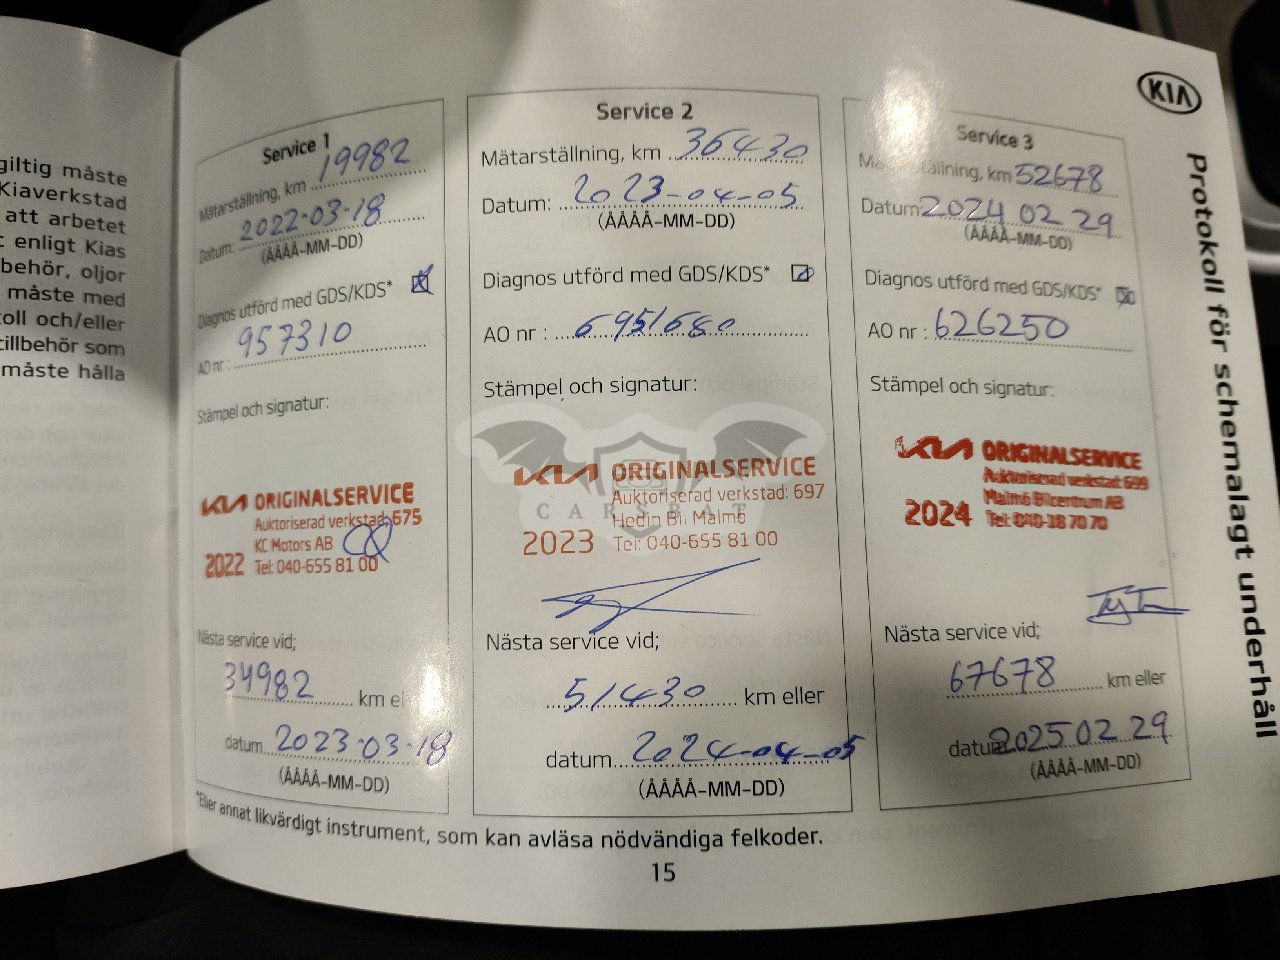 giltig måste
Kiaverkstad
att arbetet
enligt Kias
behör, oljor
måste med
koll och/eller
tillbehör som
måste hålla
KIA
Protokoll för schemalagt underhåll
Service 1
Mätarställning, km 19982
Datum: 2022-03-18
(ÅÅÅÅ-MM-DD)
Diagnos utförd med GDS/KDS*
AO nr : 957310
Stämpel och signatur:
KIA ORIGINALSERVICE
Auktoriserad verkstad: 675
KC Motors AB
2022 Tel: 040-655 81 00
Nästa service vid;
34982 km e
datum 2023-03-18
(ÅÅÅÅ-MM-DD)
Service 2
Mätarställning, km 36430
Datum: 2023-04-05
(ÅÅÅÅ-MM-DD)
Diagnos utförd med GDS/KDS*
AO nr : 6951680
Stämpel och signatur:
KIA ORIGINALSERVICE
Auktoriserad verkstad: 697
Hedin Bil Malmö
2023 Tel: 040-655 81 00
CARSBAT
Nästa service vid;
51430 km eller
datum 2024-04-05
(ÅÅÅÅ-MM-DD)
Service 3
Mätarställning, km 52678
Datum: 2024 02 29
(ÅÅÅÅ-MM-DD)
Diagnos utförd med GDS/KDS*
AO nr : 626250
Stämpel och signatur:
KIA ORIGINALSERVICE
Auktoriserad verkstad: 699
Malmö Bilcentrum AB
2024 Tel: 040-18 70 70
Nästa service vid;
67678 km eller
datum 2025 02 29
(ÅÅÅÅ-MM-DD)
*Eller annat likvärdigt instrument, som kan avläsa nödvändiga felkoder.
15